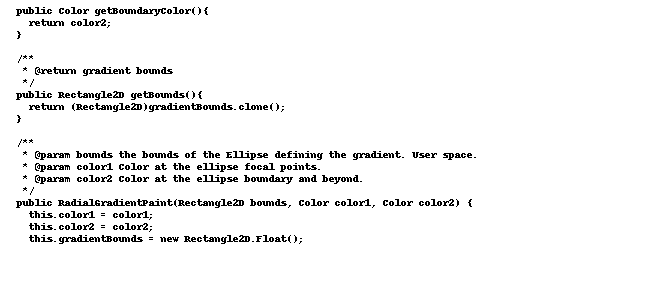 public Color getBoundaryColor(){
return color2;
}
/**
* @return gradient bounds
*/
public Rectangle2D getBounds(){
return (Rectangle2D)gradientBounds.clone();
}
/**
* @param bounds the bounds of the Ellipse defining the gradient. User space.
* @param color1 Color at the ellipse focal points.
* @param color2 Color at the ellipse boundary and beyond.
*/
public RadialGradientPaint(Rectangle2D bounds, Color color1, Color color2) {
this.color1 = color1;
this.color2 = color2;
this.gradientBounds = new Rectangle2D.Float();